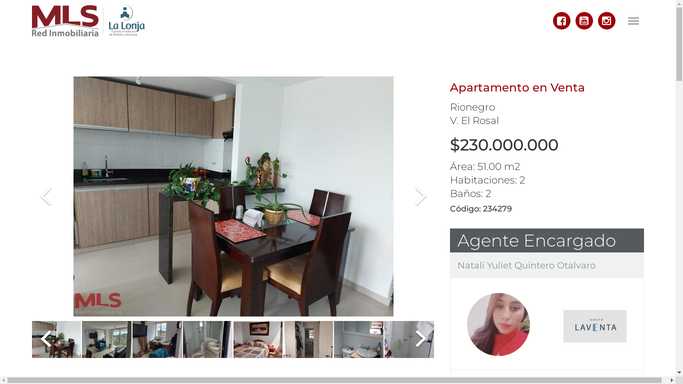 MLS
Red Inmobiliaria
La Lonja
Apartamento en Venta
Rionegro
V. El Rosal
$230.000.000
Área: 51.00 m2
Habitaciones: 2
Baños: 2
Código: 234279
MLS
Agente Encargado
Natali Yuliet Quintero Otalvaro
LAVENTA